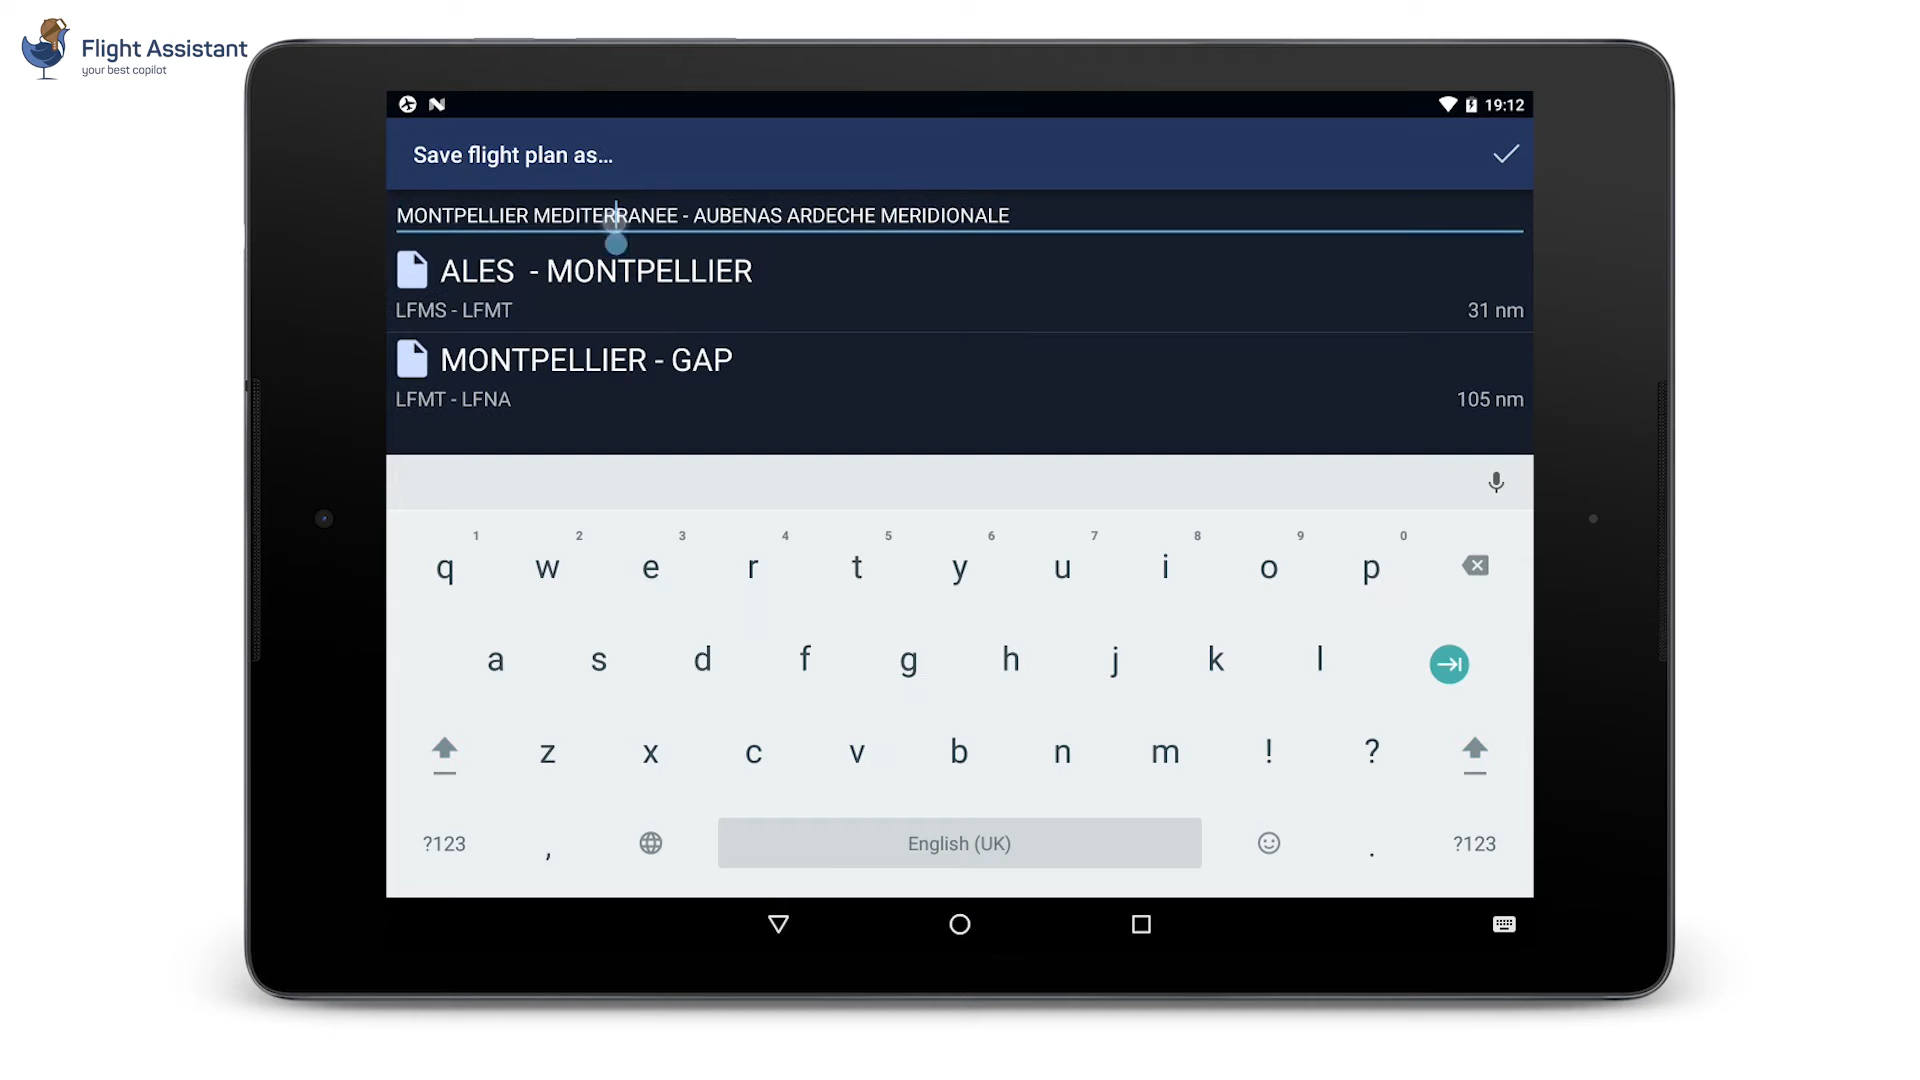 Flight Assistant
your best copilot
19:12
Save flight plan as...
MONTPELLIER MEDITERRANEE - AUBENAS ARDECHE MERIDIONALE
ALES - MONTPELLIER
LFMS - LFMT 31 nm
MONTPELLIER - GAP
LFMT - LFNA 105 nm
1 2 3 4 5 6 7 8 9 0
q w e r t y u i o p
a s d f g h j k l
z x c v b n m ! ?
?123 , English (UK) . ?123